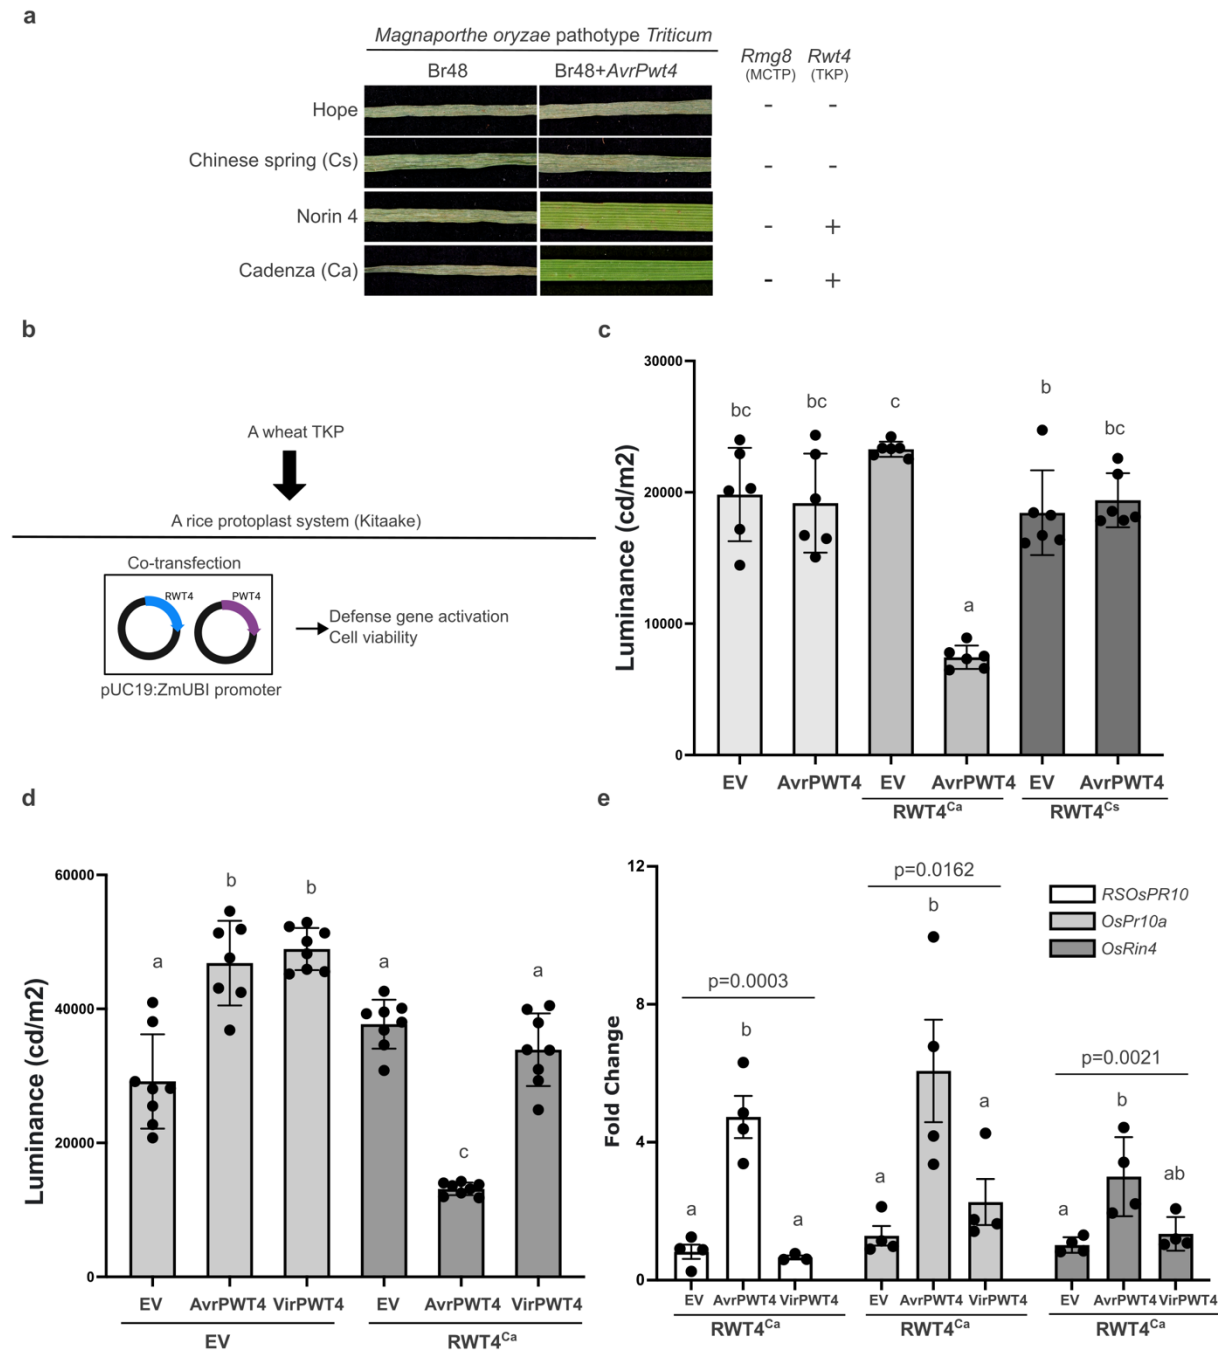 a
Magnaporthe oryzae pathotype Triticum
Br48 Br48+AvrPwt4
Rmg8 Rwt4
(MCTP) (TKP)
Hope - -
Chinese spring (Cs) - -
Norin 4 - +
Cadenza (Ca) - +
b
A wheat TKP
A rice protoplast system (Kitaake)
Co-transfection
RWT4 PWT4
Defense gene activation
Cell viability
pUC19:ZmUBI promoter
c
Luminance (cd/m2)
30000
20000
10000
0
bc bc c a b bc
EV AvrPWT4 EV AvrPWT4 EV AvrPWT4
RWT4Ca RWT4Cs
d
Luminance (cd/m2)
60000
40000
20000
0
a b b a c a
EV AvrPWT4 VirPWT4 EV AvrPWT4 VirPWT4
EV RWT4Ca
e
Fold Change
12
8
4
0
p=0.0003
p=0.0162
p=0.0021
a b a a b a a b ab
RSOsPR10
OsPr10a
OsRin4
EV AvrPWT4 VirPWT4 EV AvrPWT4 VirPWT4 EV AvrPWT4 VirPWT4
RWT4Ca RWT4Ca RWT4Ca